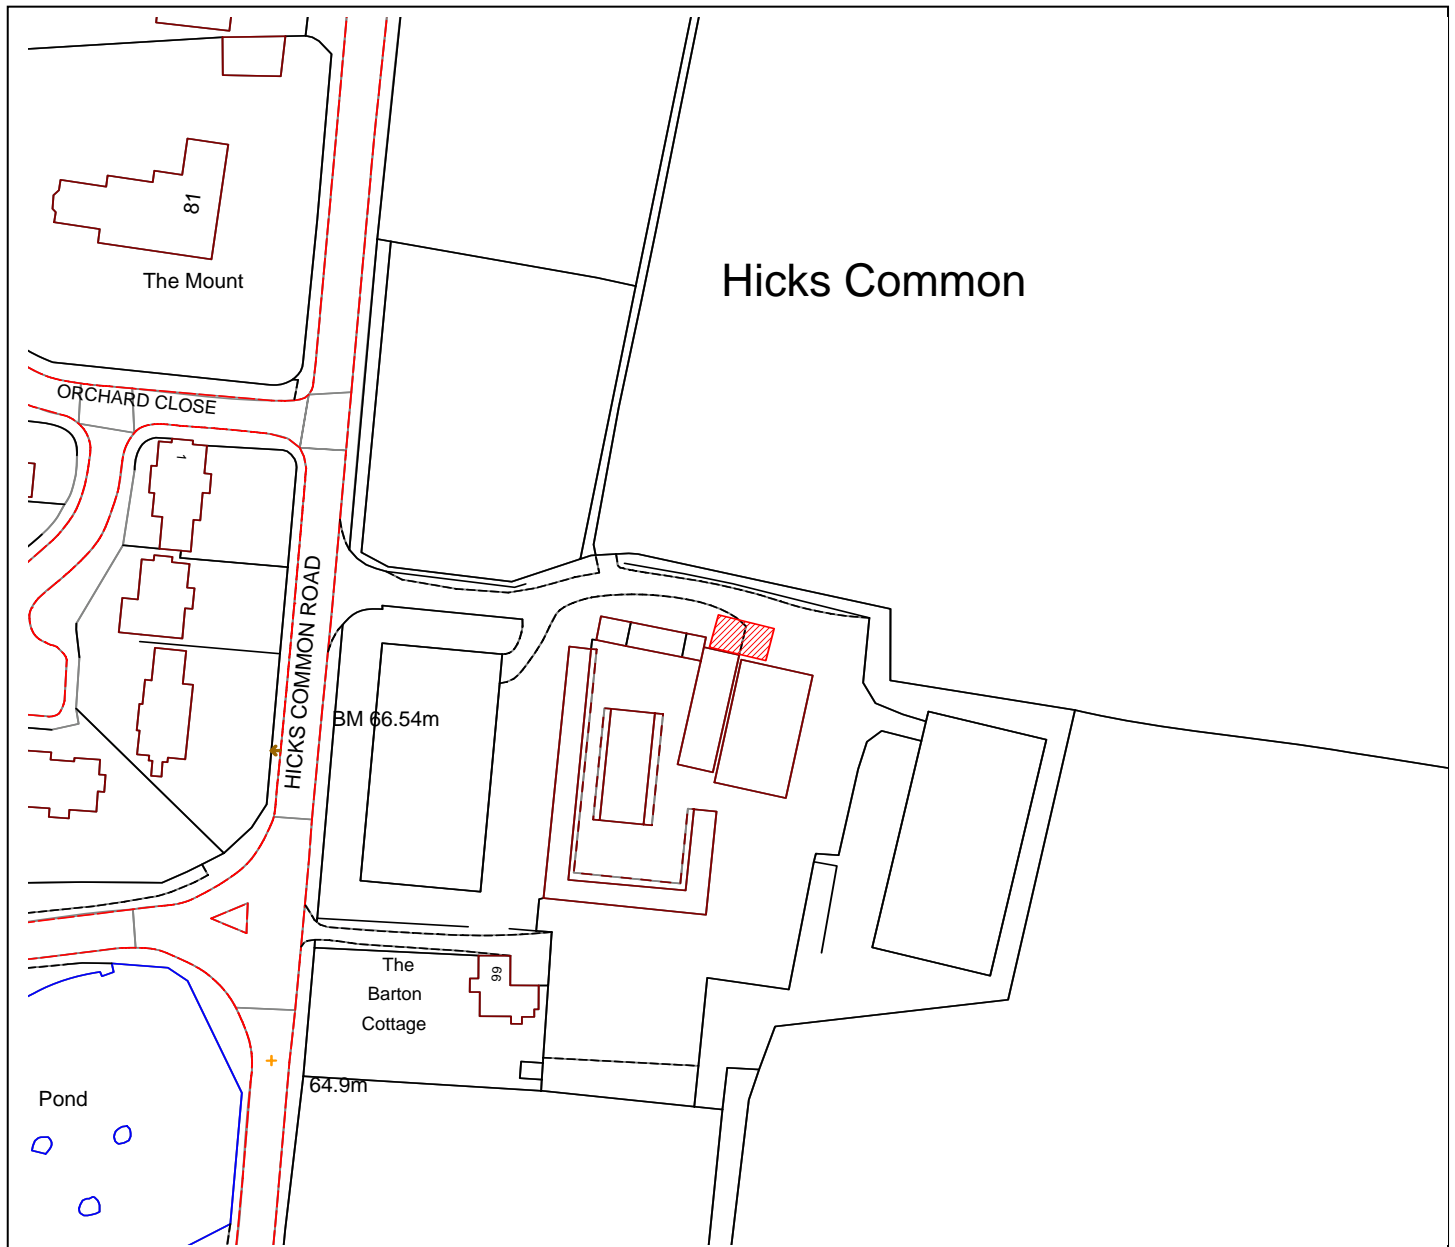 81
The Mount
Hicks Common
ORCHARD CLOSE
1
HICKS COMMON ROAD
BM 66.54m
The
Barton
Cottage
99
64.9m
Pond